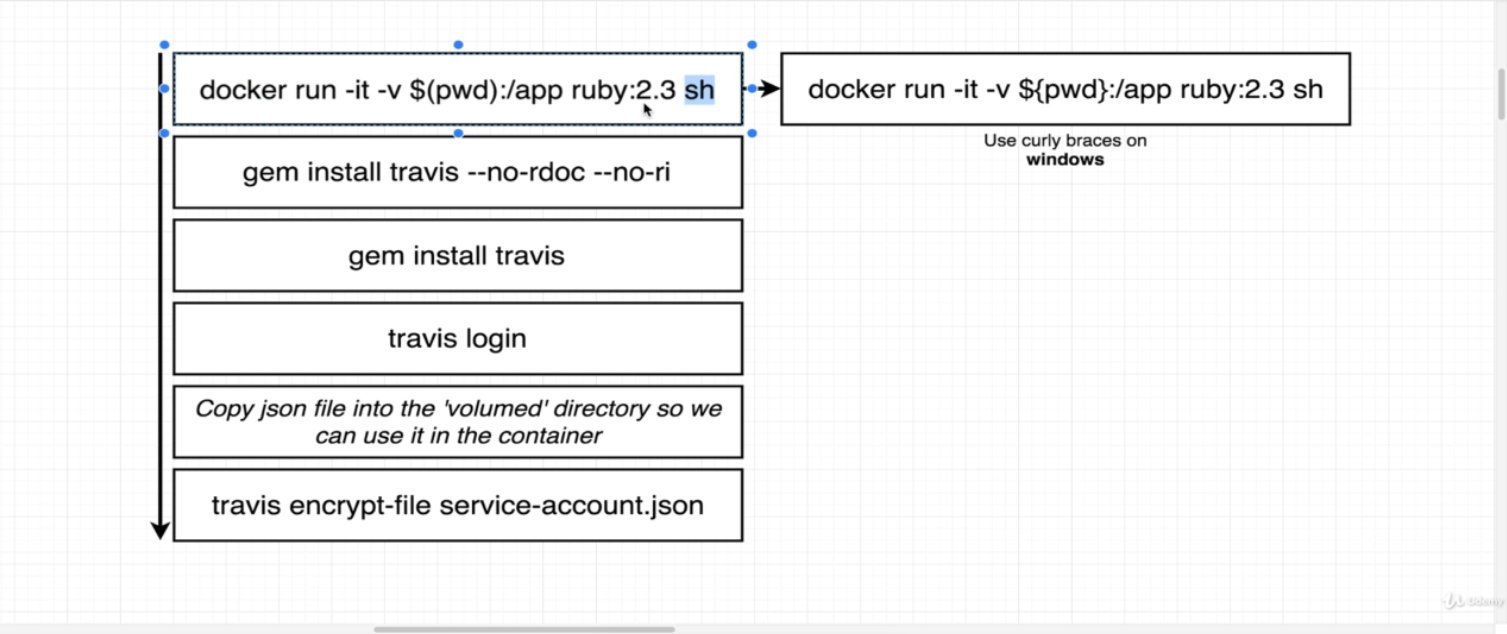 docker run -it -v $(pwd):/app ruby:2.3 sh
docker run -it -v ${pwd}:/app ruby:2.3 sh
Use curly braces on
windows
gem install travis --no-rdoc --no-ri
gem install travis
travis login
Copy json file into the 'volumed' directory so we
can use it in the container
travis encrypt-file service-account.json
Udemy